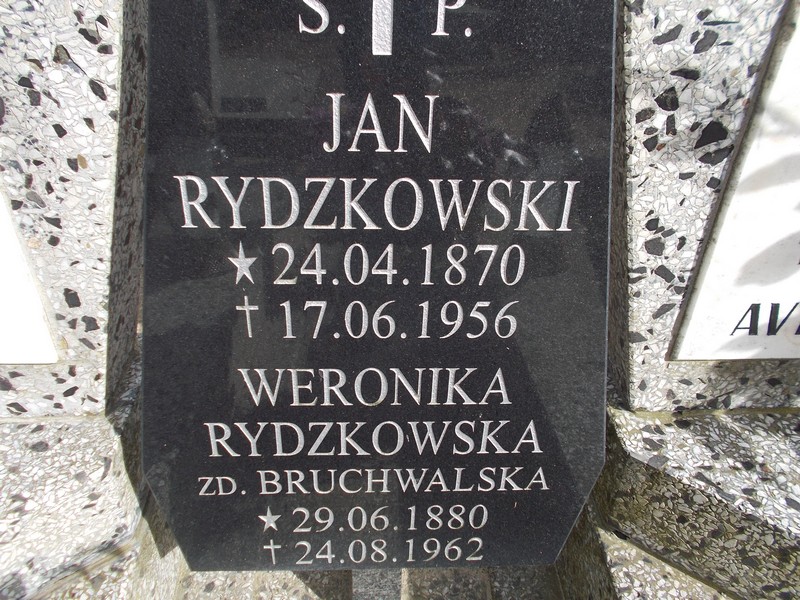 S. P.
JAN
RYDZKOWSKI
★ 24.04.1870
† 17.06.1956
WERONIKA
RYDZKOWSKA
ZD. BRUCHWALSKA
★ 29.06.1880
† 24.08.1962